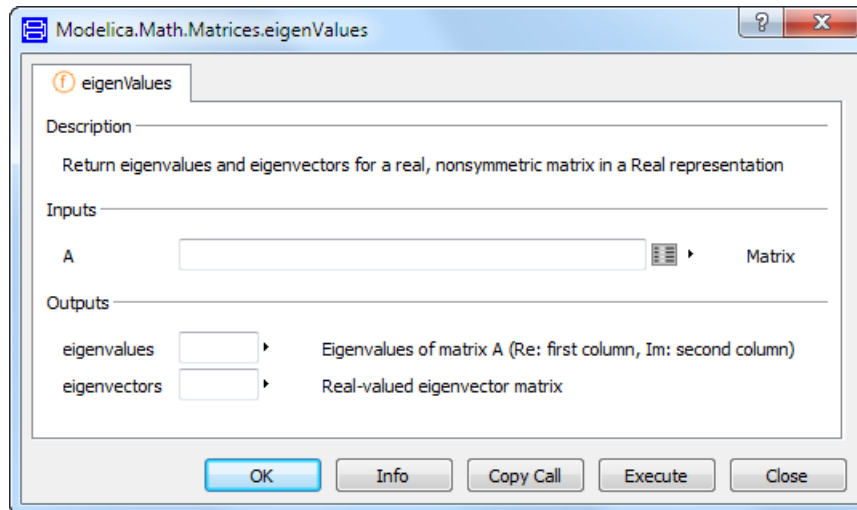 Modelica.Math.Matrices.eigenValues
?
f eigenValues
Description
Return eigenvalues and eigenvectors for a real, nonsymmetric matrix in a Real representation
Inputs
A Matrix
Outputs
eigenvalues Eigenvalues of matrix A (Re: first column, Im: second column)
eigenvectors Real-valued eigenvector matrix
OK Info Copy Call Execute Close